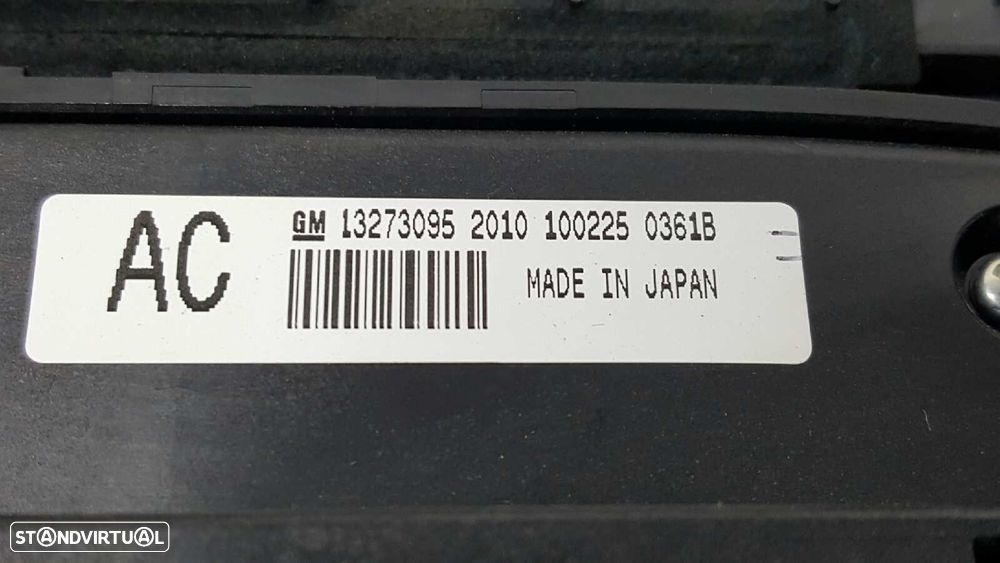 AC
GM 13273095 2010 100225 0361B
MADE IN JAPAN
STANDVIRTUAL